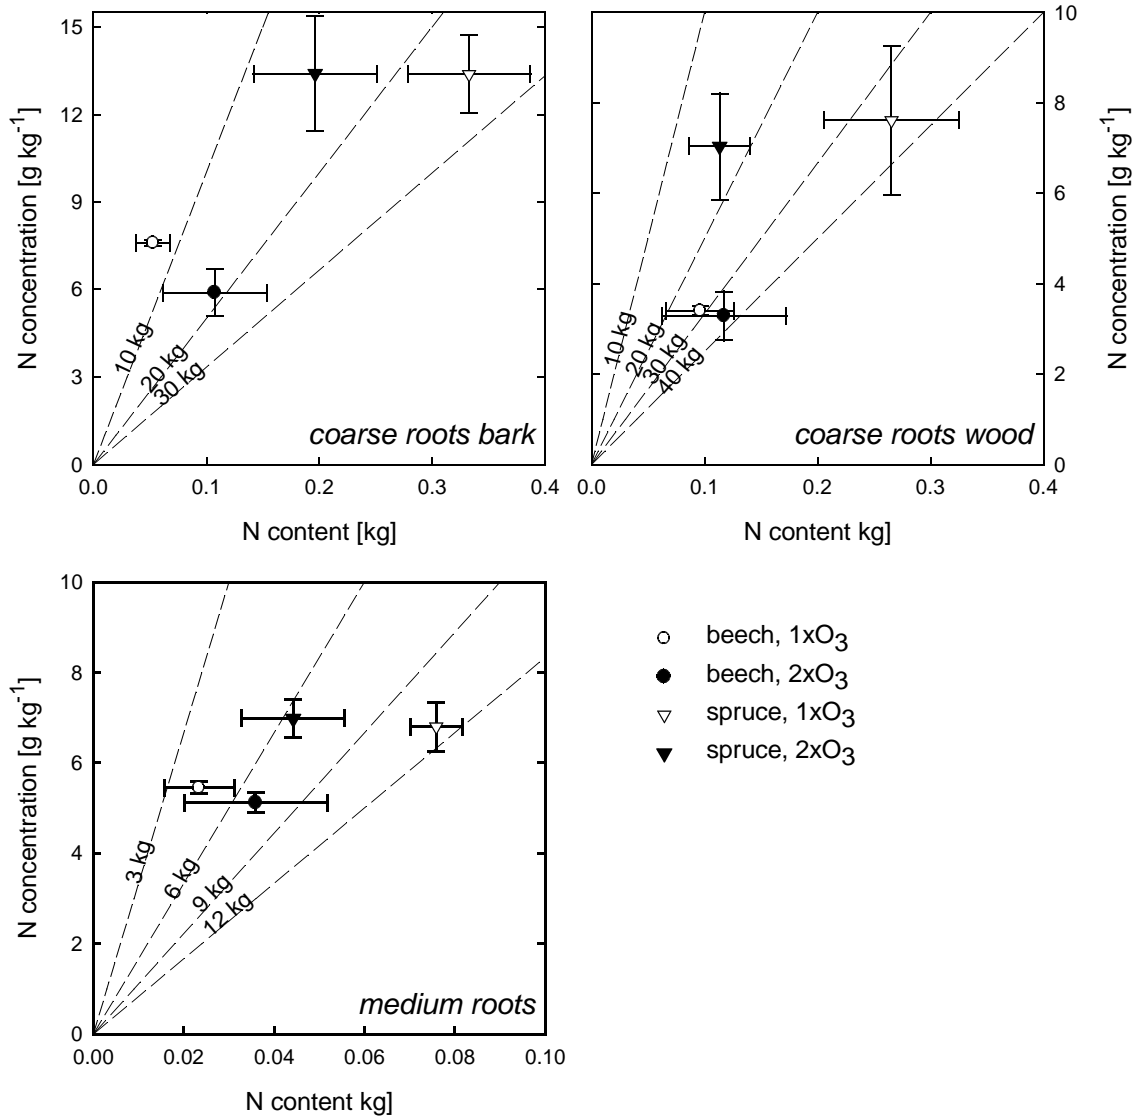 15
12
9
6
3
0
N concentration [g kg-1]
10 kg
20 kg
30 kg
coarse roots bark
0.0
0.1
0.2
0.3
0.4
N content [kg]
10
8
6
4
2
0
N concentration [g kg-1]
10 kg
20 kg
30 kg
40 kg
coarse roots wood
0.0
0.1
0.2
0.3
0.4
N content kg]
10
8
6
4
2
0
N concentration [g kg-1]
3 kg
6 kg
9 kg
12 kg
medium roots
0.00
0.02
0.04
0.06
0.08
0.10
N content kg]
beech, 1xO3
beech, 2xO3
spruce, 1xO3
spruce, 2xO3